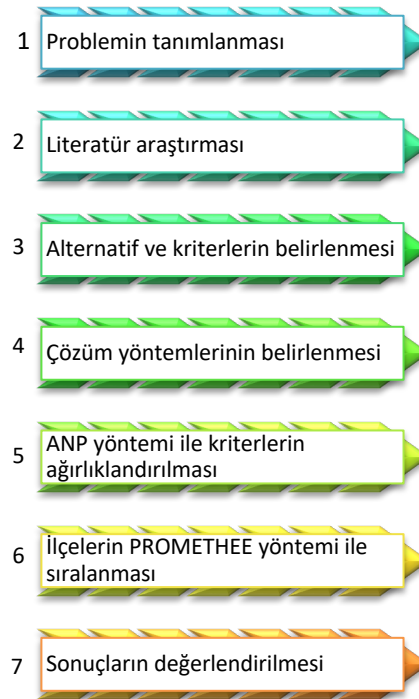 1 Problemin tanımlanması
2 Literatür araştırması
3 Alternatif ve kriterlerin belirlenmesi
4 Çözüm yöntemlerinin belirlenmesi
5 ANP yöntemi ile kriterlerin
ağırlıklandırılması
6 İlçelerin PROMETHEE yöntemi ile
sıralanması
7 Sonuçların değerlendirilmesi